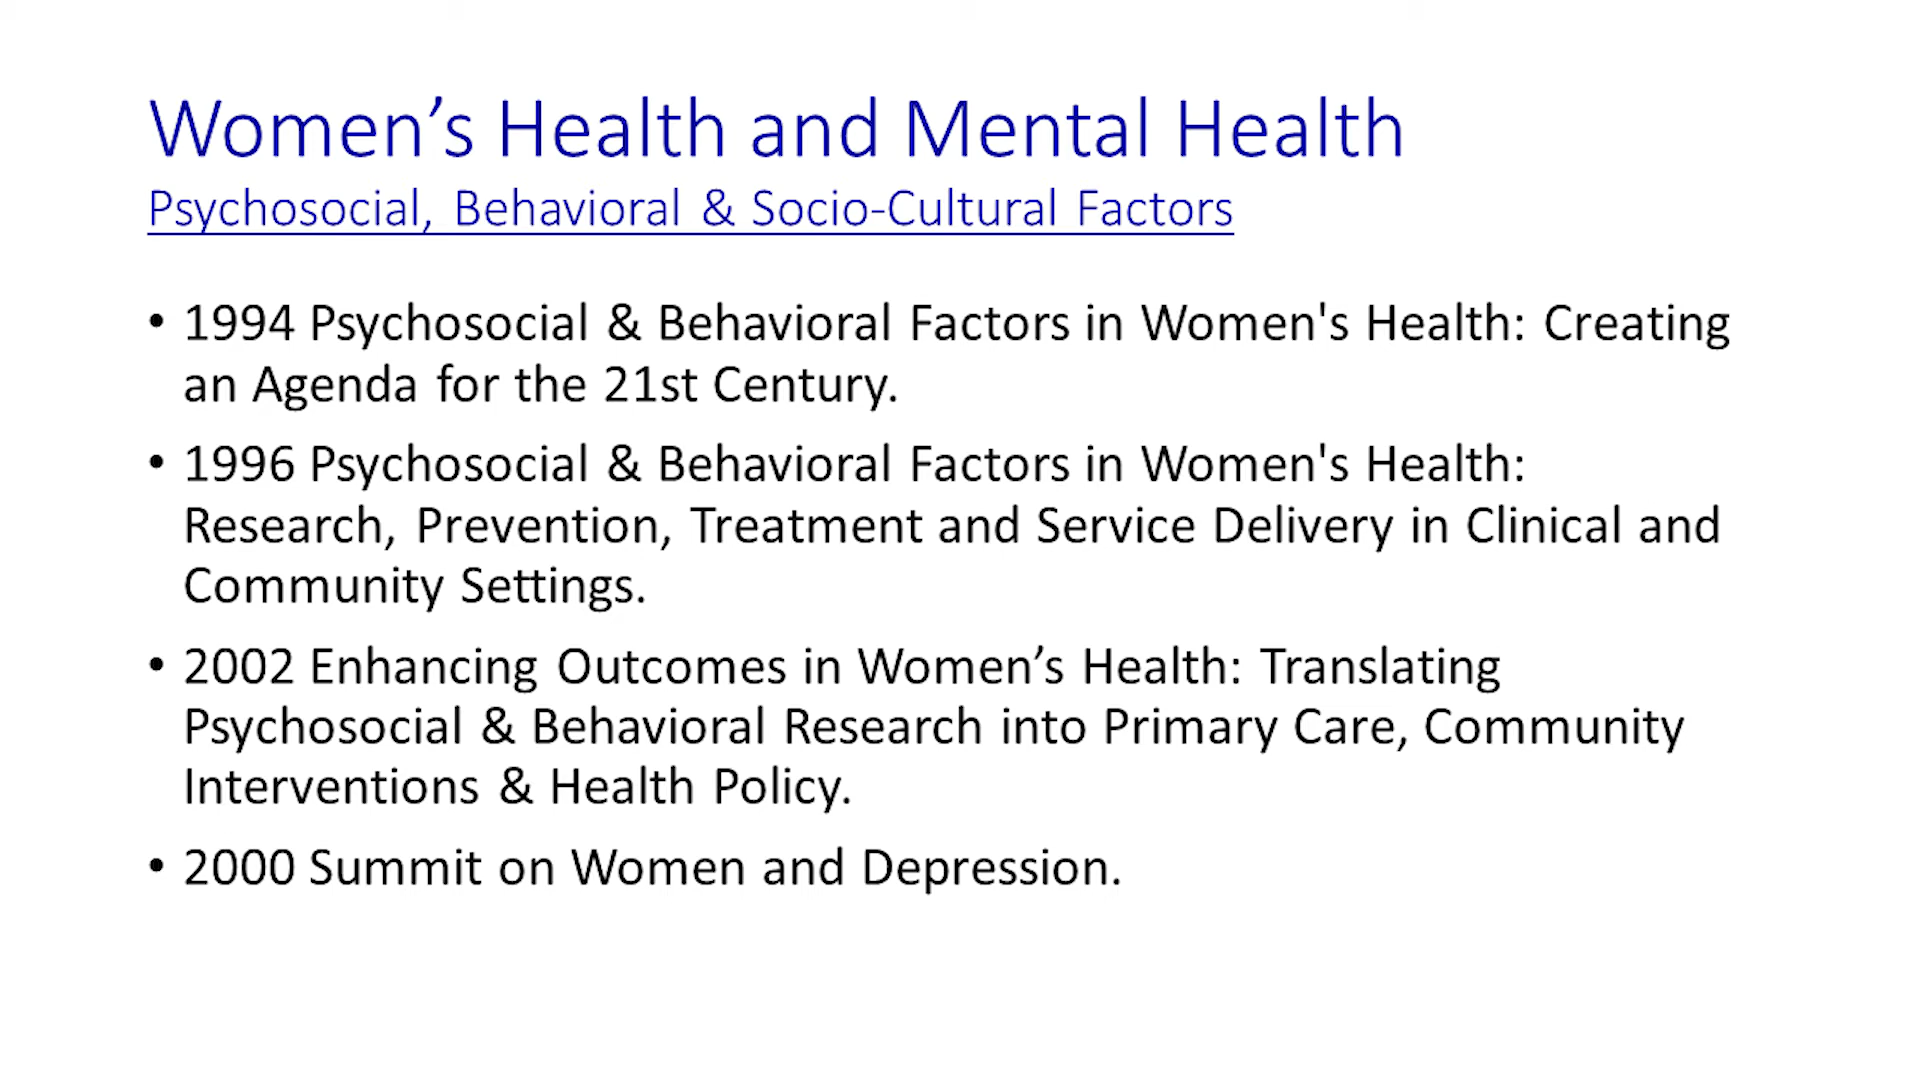 Women’s Health and Mental Health
Psychosocial, Behavioral & Socio-Cultural Factors
• 1994 Psychosocial & Behavioral Factors in Women's Health: Creating
an Agenda for the 21st Century.
• 1996 Psychosocial & Behavioral Factors in Women's Health:
Research, Prevention, Treatment and Service Delivery in Clinical and
Community Settings.
• 2002 Enhancing Outcomes in Women’s Health: Translating
Psychosocial & Behavioral Research into Primary Care, Community
Interventions & Health Policy.
• 2000 Summit on Women and Depression.